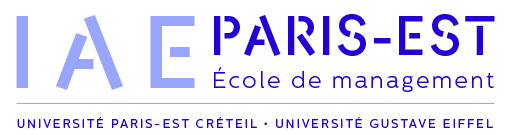 IAE PARIS-EST
École de management
UNIVERSITÉ PARIS-EST CRÉTEIL • UNIVERSITÉ GUSTAVE EIFFEL